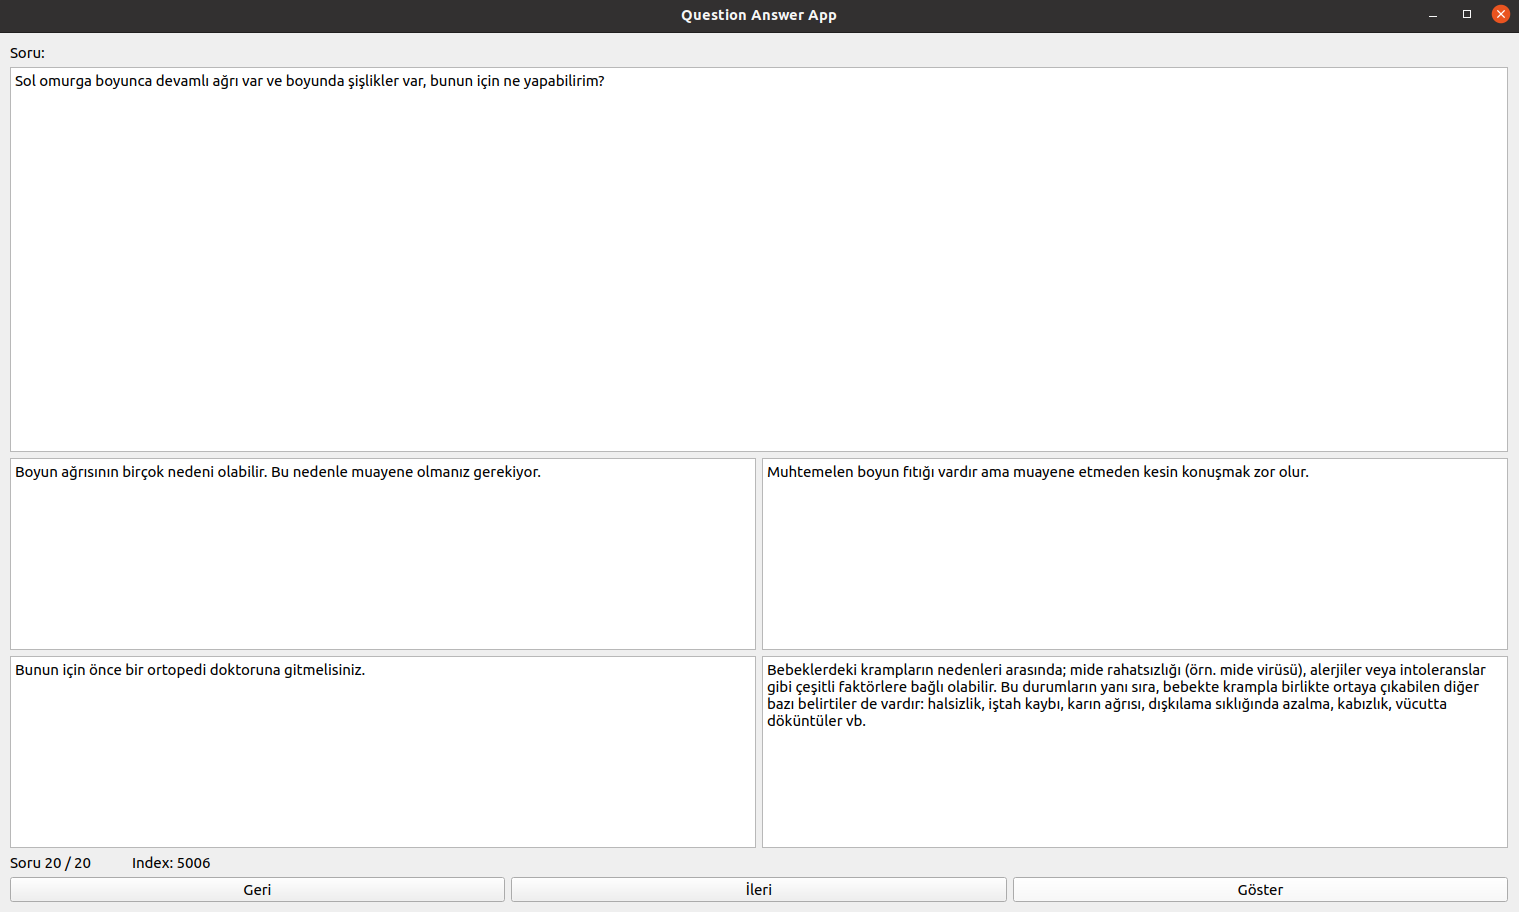 Question Answer App
Soru:
Sol omurga boyunca devamlı ağrı var ve boyunda şişlikler var, bunun için ne yapabilirim?
Boyun ağrısının birçok nedeni olabilir. Bu nedenle muayene olmanız gerekiyor.
Muhtemelen boyun fıtığı vardır ama muayene etmeden kesin konuşmak zor olur.
Bunun için önce bir ortopedi doktoruna gitmelisiniz.
Bebeklerdeki krampların nedenleri arasında; mide rahatsızlığı (örn. mide virüsü), alerjiler veya intoleranslar
gibi çeşitli faktörlere bağlı olabilir. Bu durumların yanı sıra, bebekte krampla birlikte ortaya çıkabilen diğer
bazı belirtiler de vardır: halsizlik, iştah kaybı, karın ağrısı, dışkılama sıklığında azalma, kabızlık, vücutta
döküntüler vb.
Soru 20 / 20 Index: 5006
Geri İleri Göster